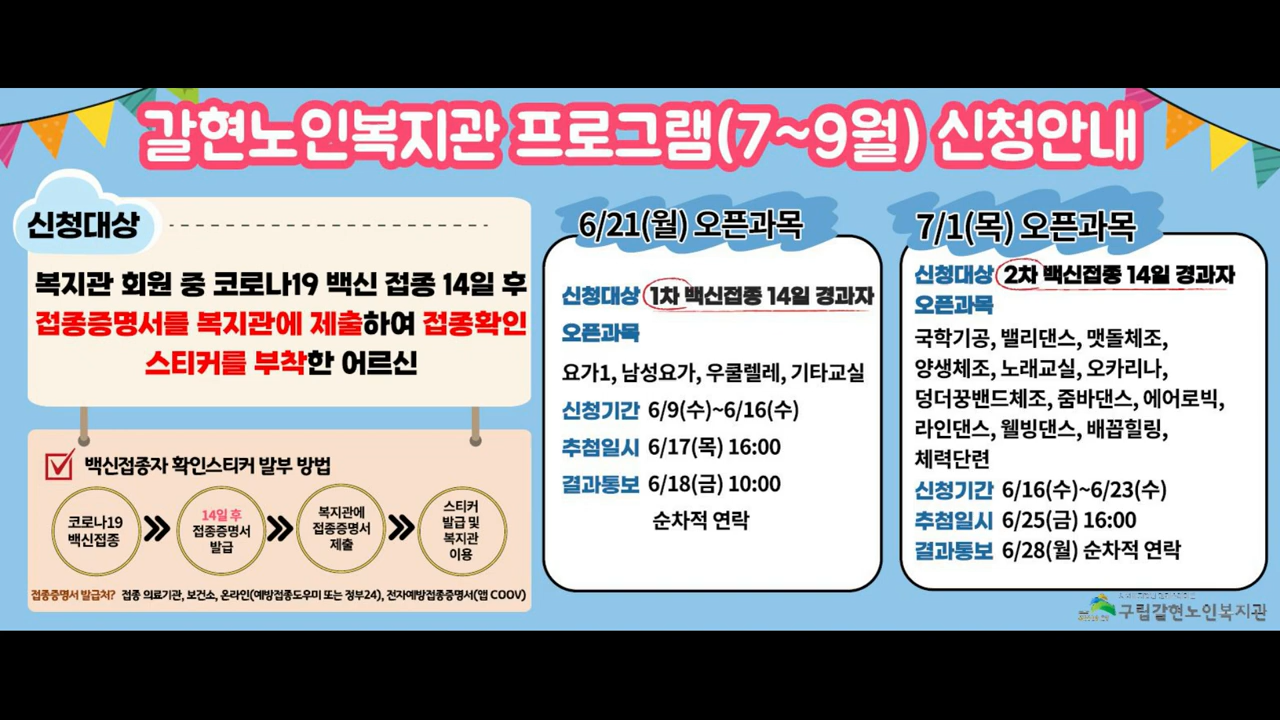 갈현노인복지관 프로그램(7~9월) 신청안내
신청대상
복지관 회원 중 코로나19 백신 접종 14일 후
접종증명서를 복지관에 제출하여 접종확인
스티커를 부착한 어르신
백신접종자 확인스티커 발부 방법
코로나19
백신접종
14일 후
접종증명서
발급
복지관에
접종증명서
제출
스티커
발급 및
복지관
이용
접종증명서 발급처? 접종 의료기관, 보건소, 온라인(예방접종도우미 또는 정부24), 전자예방접종증명서(앱 COOV)
6/21(월) 오픈과목
신청대상 1차 백신접종 14일 경과자
오픈과목
요가1, 남성요가, 우쿨렐레, 기타교실
신청기간 6/9(수)~6/16(수)
추첨일시 6/17(목) 16:00
결과통보 6/18(금) 10:00
순차적 연락
7/1(목) 오픈과목
신청대상 2차 백신접종 14일 경과자
오픈과목
국학기공, 밸리댄스, 맷돌체조,
양생체조, 노래교실, 오카리나,
덩더꿍밴드체조, 줌바댄스, 에어로빅,
라인댄스, 웰빙댄스, 배꼽힐링,
체력단련
신청기간 6/16(수)~6/23(수)
추첨일시 6/25(금) 16:00
결과통보 6/28(월) 순차적 연락
구립갈현노인복지관